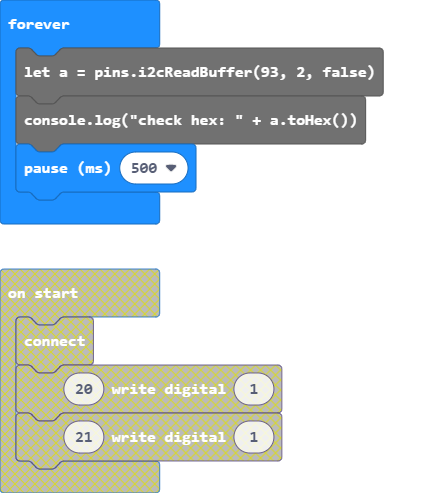 forever
let a = pins.i2cReadBuffer(93, 2, false)
console.log("check hex: " + a.toHex())
pause (ms) 500
on start
connect
20 write digital 1
21 write digital 1